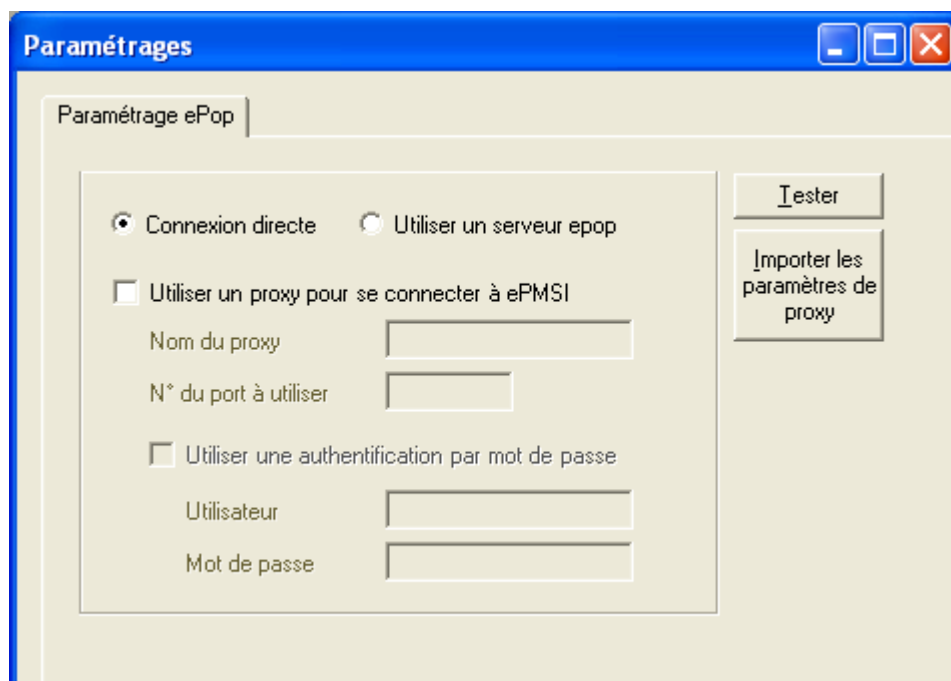 Paramétrages
Paramétrage ePop
Connexion directe
Utiliser un serveur epop
Tester
Importer les
paramètres de
proxy
Utiliser un proxy pour se connecter à ePMSI
Nom du proxy
N° du port à utiliser
Utiliser une authentification par mot de passe
Utilisateur
Mot de passe